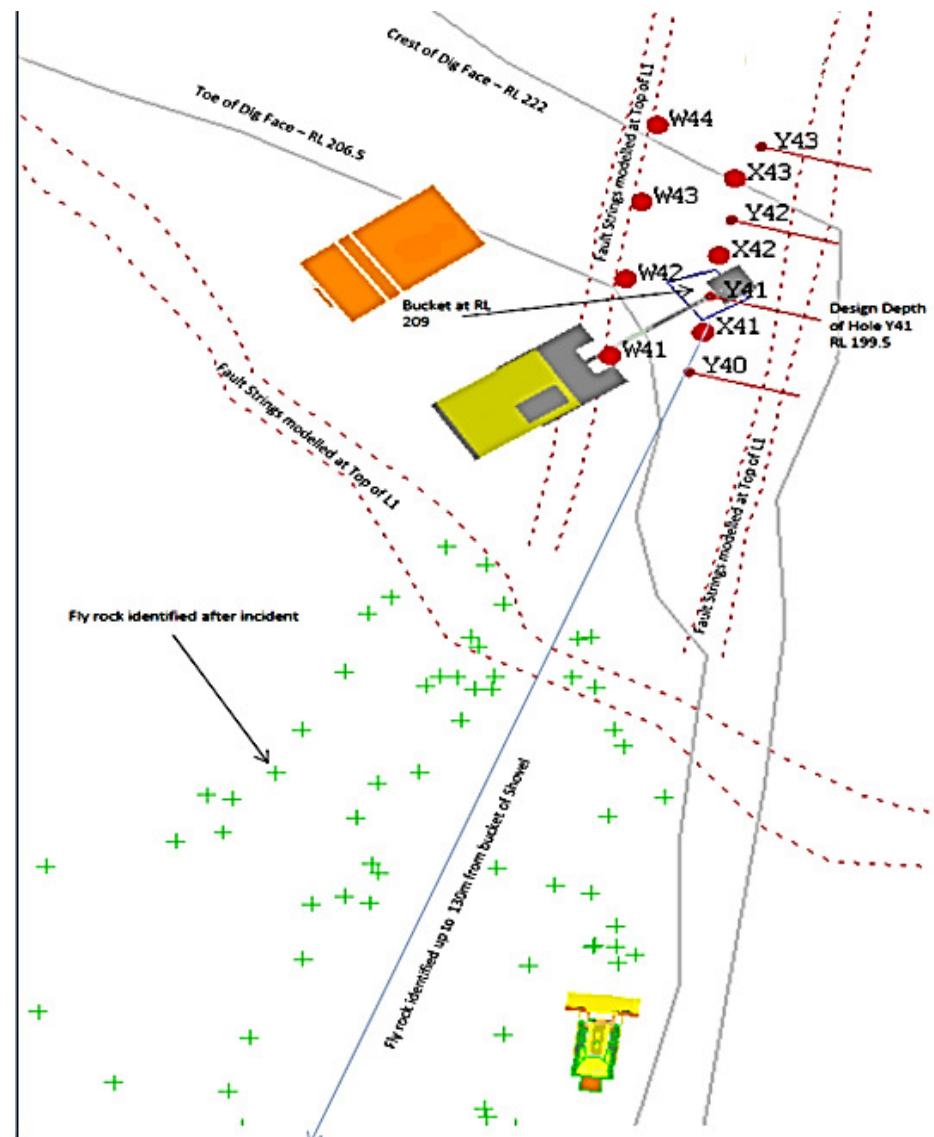 Crest of Dig Face – RL 222
Toe of Dig Face – RL 206.5
Fault Strings modelled at Top of L1
W44
Y43
X43
W43
Y42
X42
W42
Bucket at RL
209
Y41
Design Depth
of Hole Y41
RL 199.5
X41
W41
Y40
Fault Strings modelled at Top of L1
Fault Strings modelled at Top of L1
Fly rock identified after incident
Fly rock identified up to 130m from bucket of Shovel